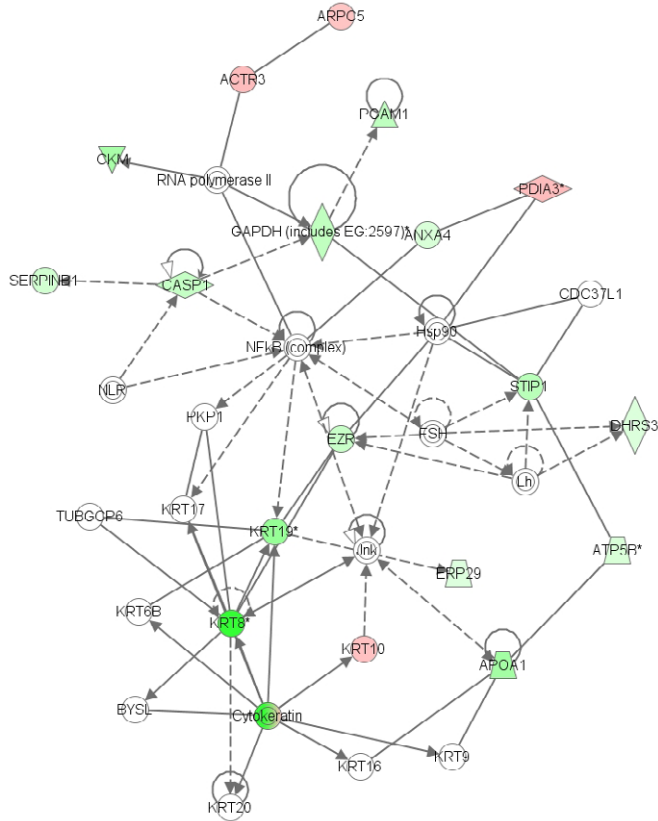 ARPC5
ACTR3
PGAM1
CKM
RNA polymerase II
PDIA3*
GAPDH (includes EG:2597)*
ANXA4
SERPINB1
CASP1
CDC37L1
Hsp90
NFkB (complex)
NLR
STIP1
PKP1
DHRS3
EZR
FSH
Lh
KRT17
TUBGCP6
KRT19*
Jnk
ATP5B*
ERP29
KRT6B
KRT8*
KRT10
APOA1
BYSL
Cytokeratin
KRT16
KRT9
KRT20